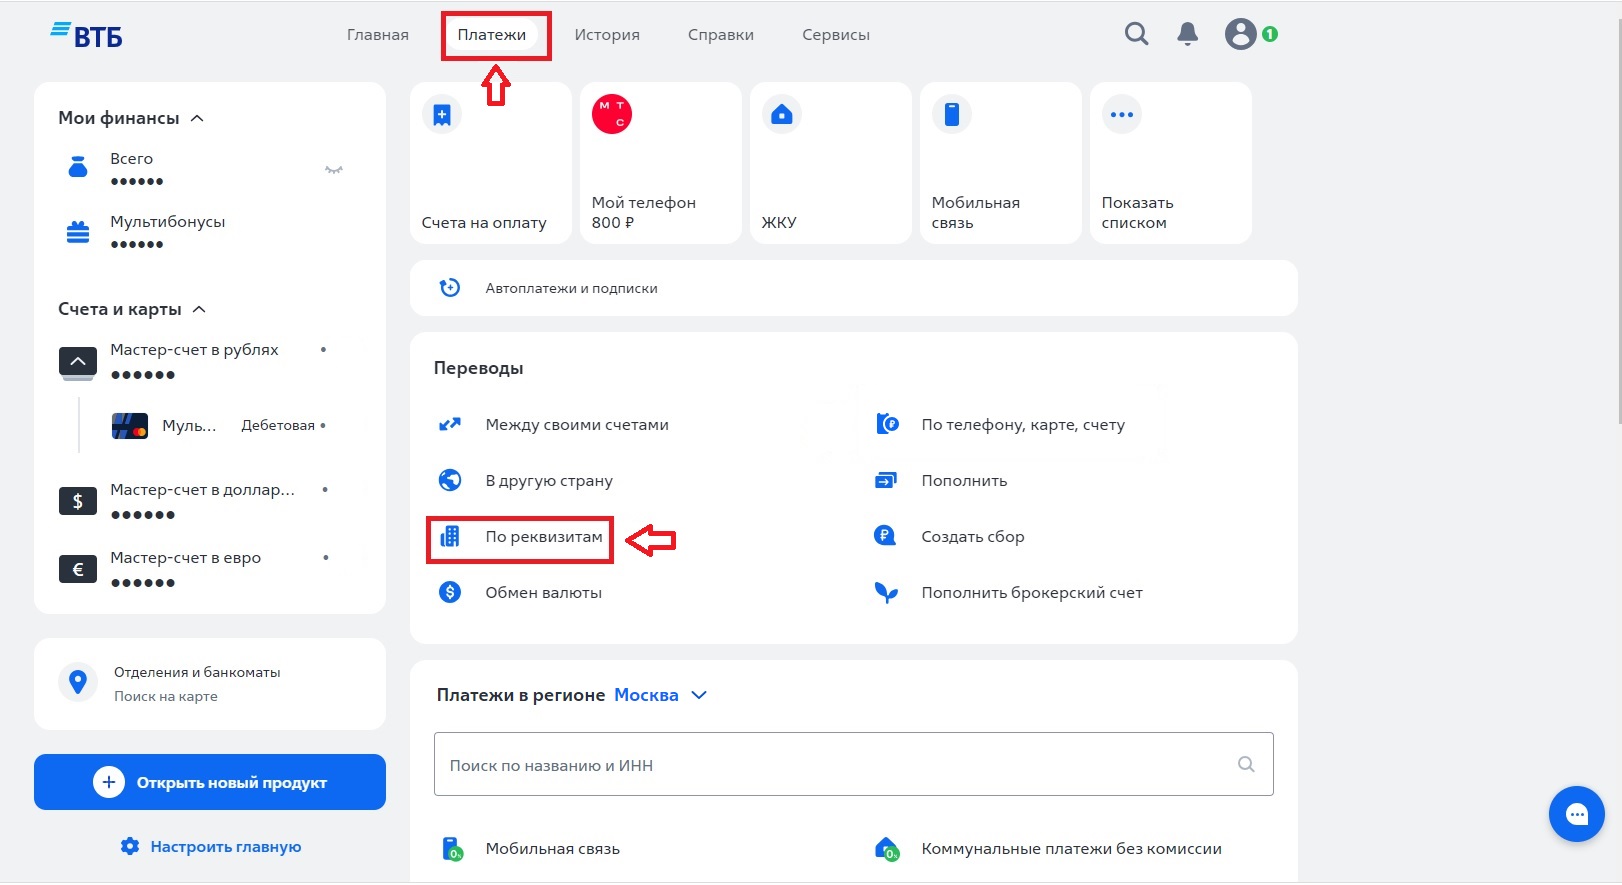 ВТБ
Главная
Платежи
История
Справки
Сервисы
1
Мои финансы
Всего
••••••
Мультибонусы
••••••
Счета и карты
Мастер-счет в рублях •
••••••
Муль... Дебетовая •
$
Мастер-счет в доллар... •
••••••
€
Мастер-счет в евро •
••••••
Отделения и банкоматы
Поиск на карте
+ Открыть новый продукт
Настроить главную
Счета на оплату
М Т
С
Мой телефон
800 ₽
ЖКУ
Мобильная
связь
Показать
списком
Автоплатежи и подписки
Переводы
Между своими счетами
По телефону, карте, счету
В другую страну
Пополнить
По реквизитам
Создать сбор
Обмен валюты
Пополнить брокерский счет
Платежи в регионе Москва
Поиск по названию и ИНН
0% Мобильная связь
0% Коммунальные платежи без комиссии